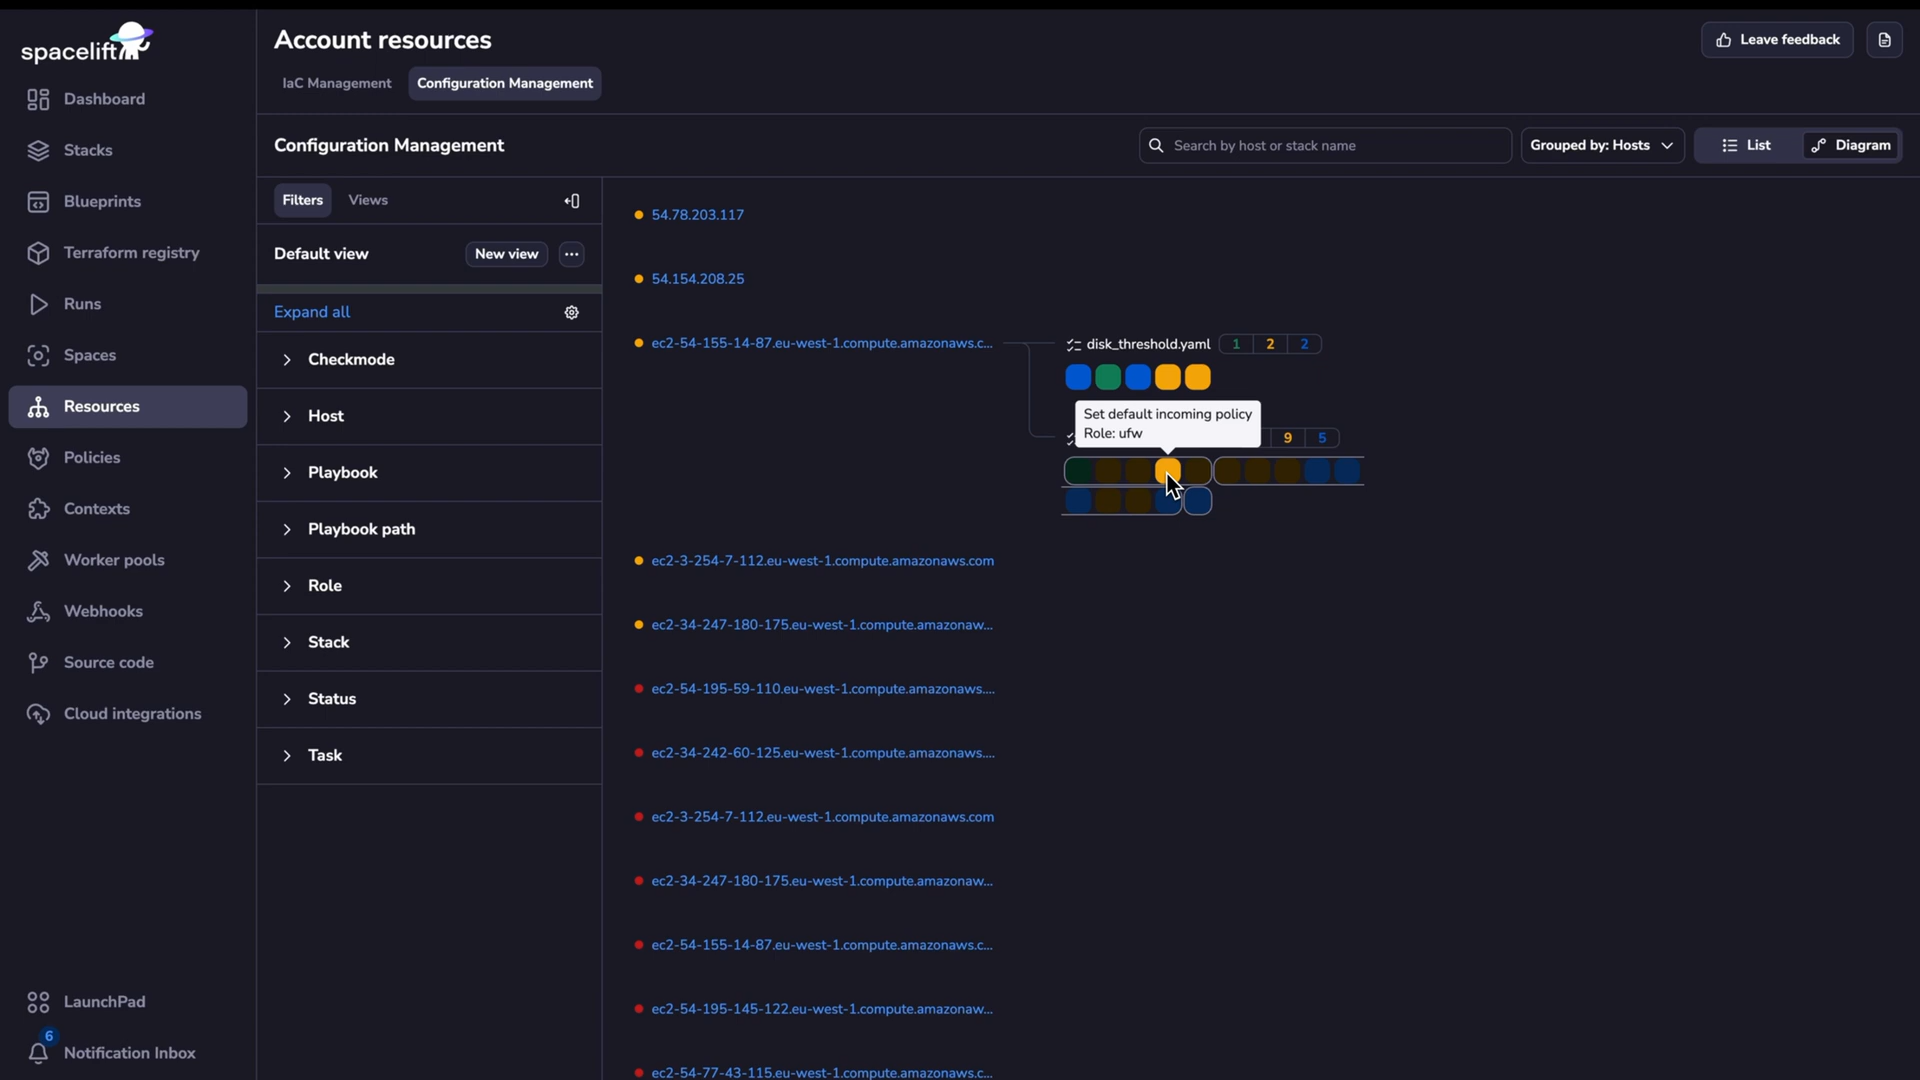 spacelift
Dashboard
Stacks
Blueprints
Terraform registry
Runs
Spaces
Resources
Policies
Contexts
Worker pools
Webhooks
Source code
Cloud integrations
LaunchPad
6
Notification Inbox
Account resources
Leave feedback
IaC Management
Configuration Management
Configuration Management
Search by host or stack name
Grouped by: Hosts
List
Diagram
Filters
Views
Default view
New view
Expand all
Checkmode
Host
Playbook
Playbook path
Role
Stack
Status
Task
54.78.203.117
54.154.208.25
ec2-54-155-14-87.eu-west-1.compute.amazonaws.c...
disk_threshold.yaml 1 2 2
Set default incoming policy
Role: ufw
9 5
ec2-3-254-7-112.eu-west-1.compute.amazonaws.com
ec2-34-247-180-175.eu-west-1.compute.amazonaw...
ec2-54-195-59-110.eu-west-1.compute.amazonaws....
ec2-34-242-60-125.eu-west-1.compute.amazonaws....
ec2-3-254-7-112.eu-west-1.compute.amazonaws.com
ec2-34-247-180-175.eu-west-1.compute.amazonaw...
ec2-54-155-14-87.eu-west-1.compute.amazonaws.c...
ec2-54-195-145-122.eu-west-1.compute.amazonaw...
ec2-54-77-43-115.eu-west-1.compute.amazonaws.c...